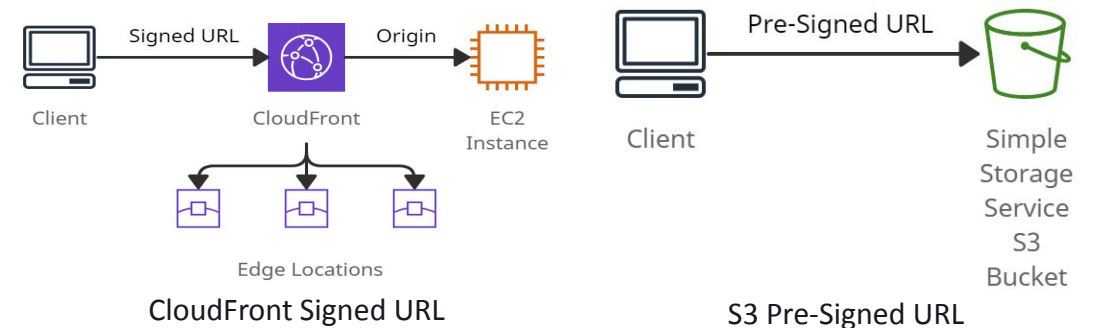 Signed URL
Origin
Client
CloudFront
EC2
Instance
Edge Locations
CloudFront Signed URL
Pre-Signed URL
Client
Simple
Storage
Service
S3
Bucket
S3 Pre-Signed URL